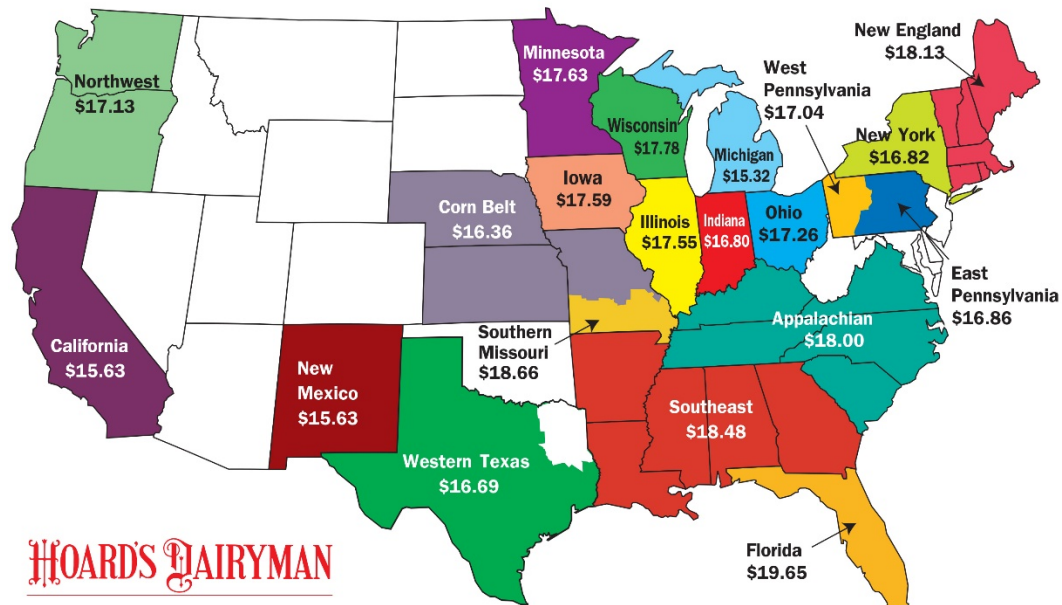 New England
$18.13
Minnesota
$17.63
West
Pennsylvania
$17.04
Northwest
$17.13
Wisconsin
$17.78
New York
$16.82
Michigan
$15.32
Iowa
$17.59
Corn Belt
$16.36
Illinois
$17.55
Indiana
$16.80
Ohio
$17.26
East
Pennsylvania
$16.86
Appalachian
$18.00
Southern
Missouri
$18.66
California
$15.63
New
Mexico
$15.63
Southeast
$18.48
Western Texas
$16.69
Florida
$19.65
HOARD'S DAIRYMAN